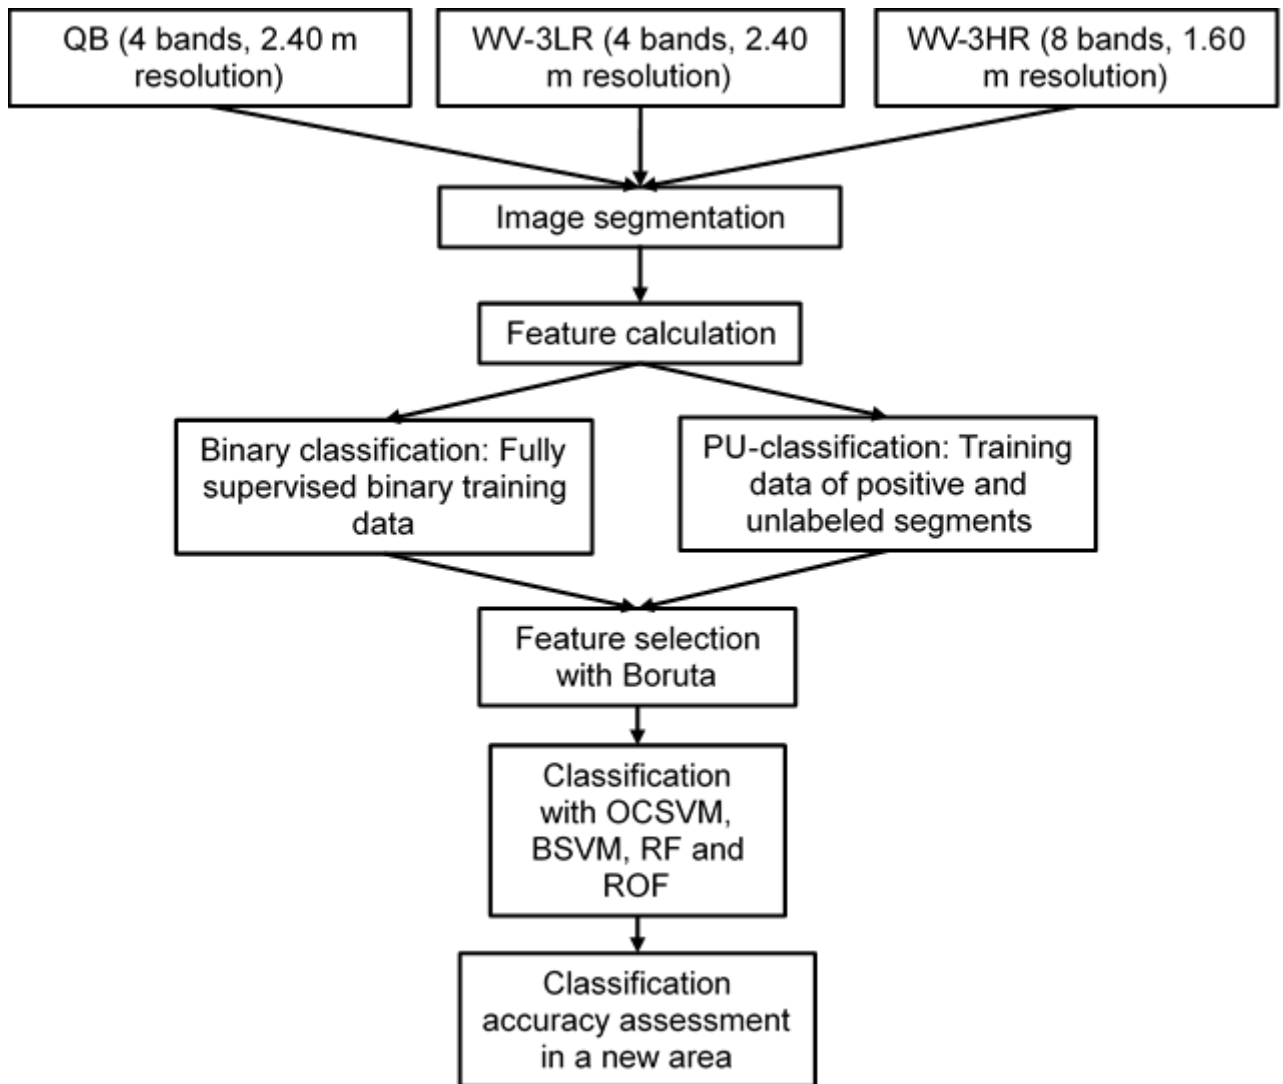 QB (4 bands, 2.40 m
resolution)
WV-3LR (4 bands, 2.40
m resolution)
WV-3HR (8 bands, 1.60
m resolution)
Image segmentation
Feature calculation
Binary classification: Fully
supervised binary training
data
PU-classification: Training
data of positive and
unlabeled segments
Feature selection
with Boruta
Classification
with OCSVM,
BSVM, RF and
ROF
Classification
accuracy assessment
in a new area